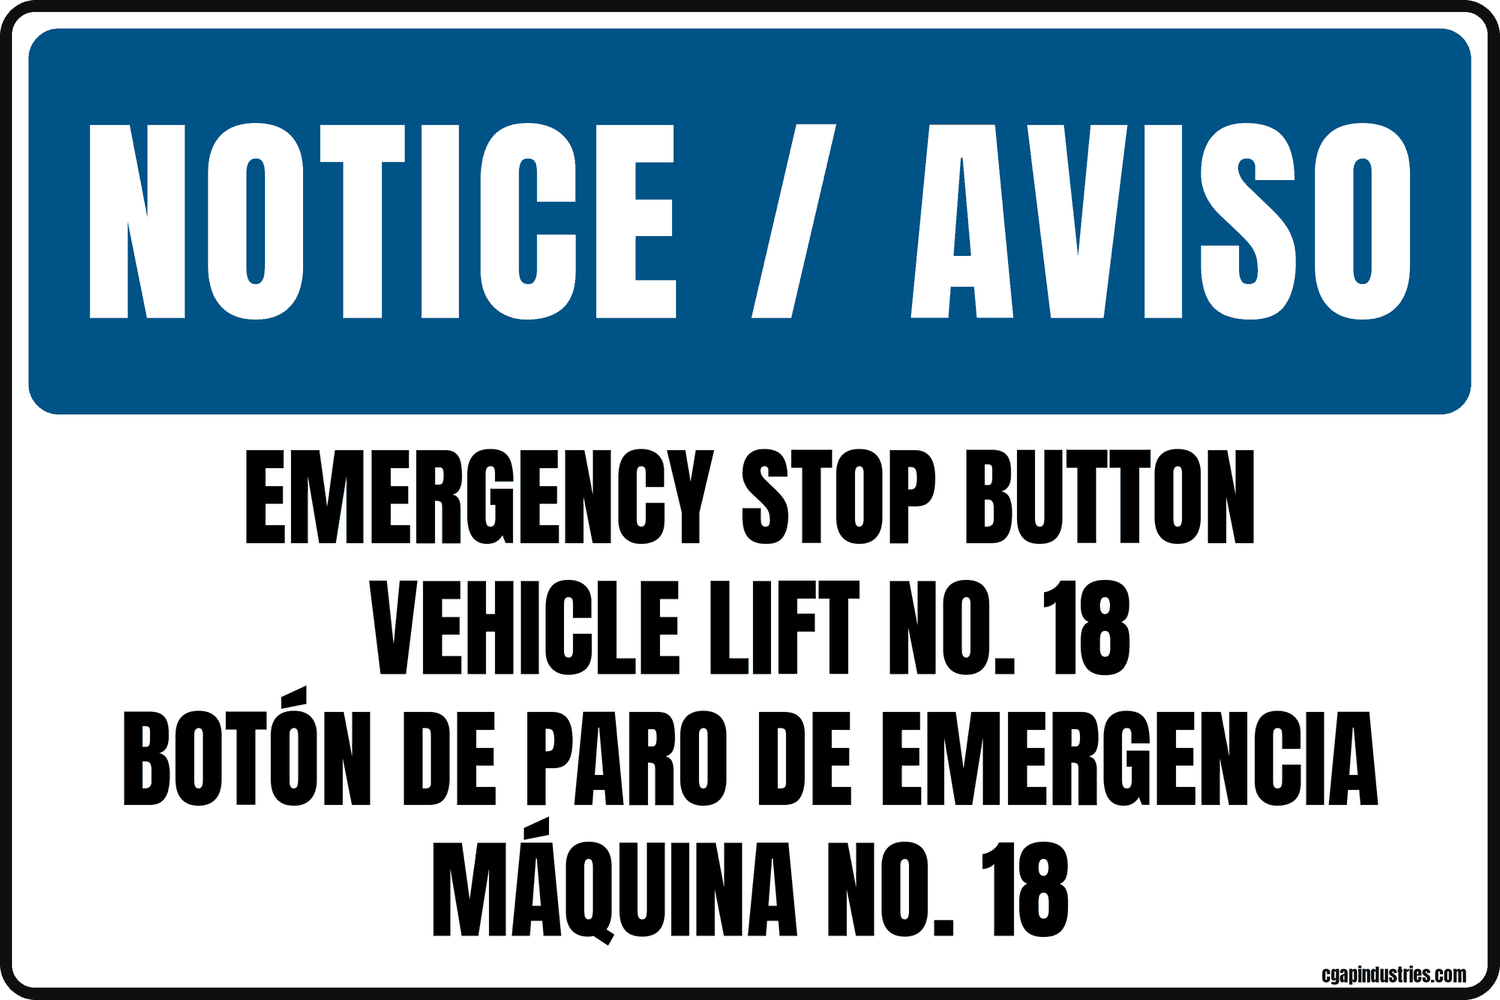 NOTICE / AVISO
EMERGENCY STOP BUTTON
VEHICLE LIFT NO. 18
BOTÓN DE PARO DE EMERGENCIA
MÁQUINA NO. 18
cgapindustries.com